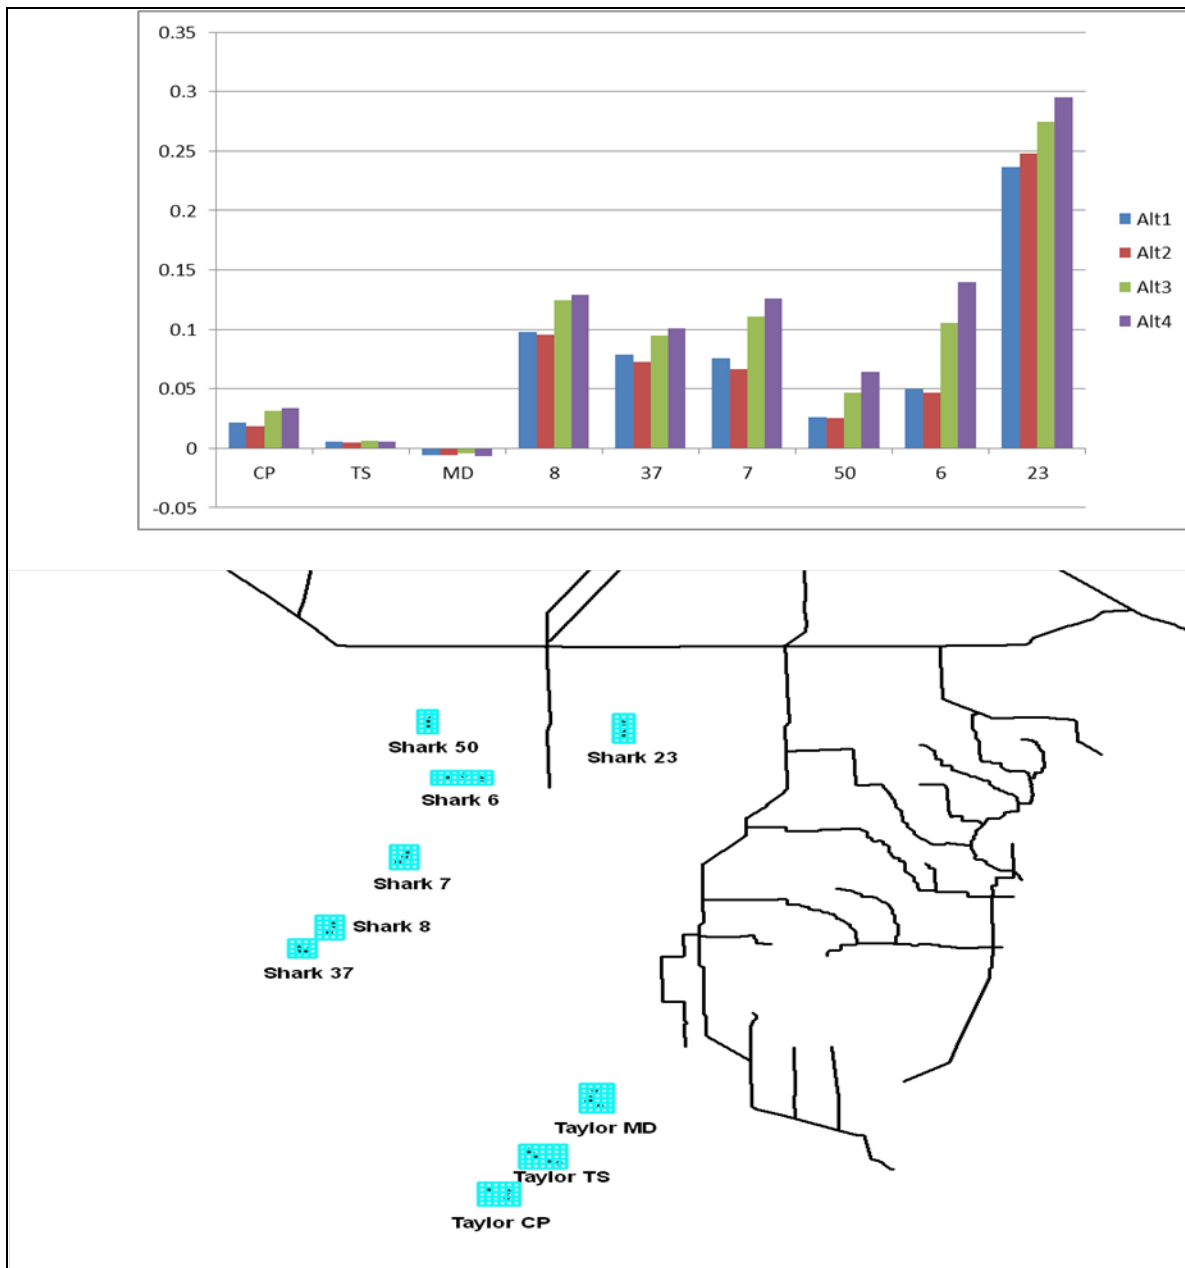 0.35
0.3
0.25
0.2
0.15
0.1
0.05
0
-0.05
CP TS MD 8 37 7 50 6 23
Alt1
Alt2
Alt3
Alt4
Shark 50
Shark 23
Shark 6
Shark 7
Shark 8
Shark 37
Taylor MD
Taylor TS
Taylor CP